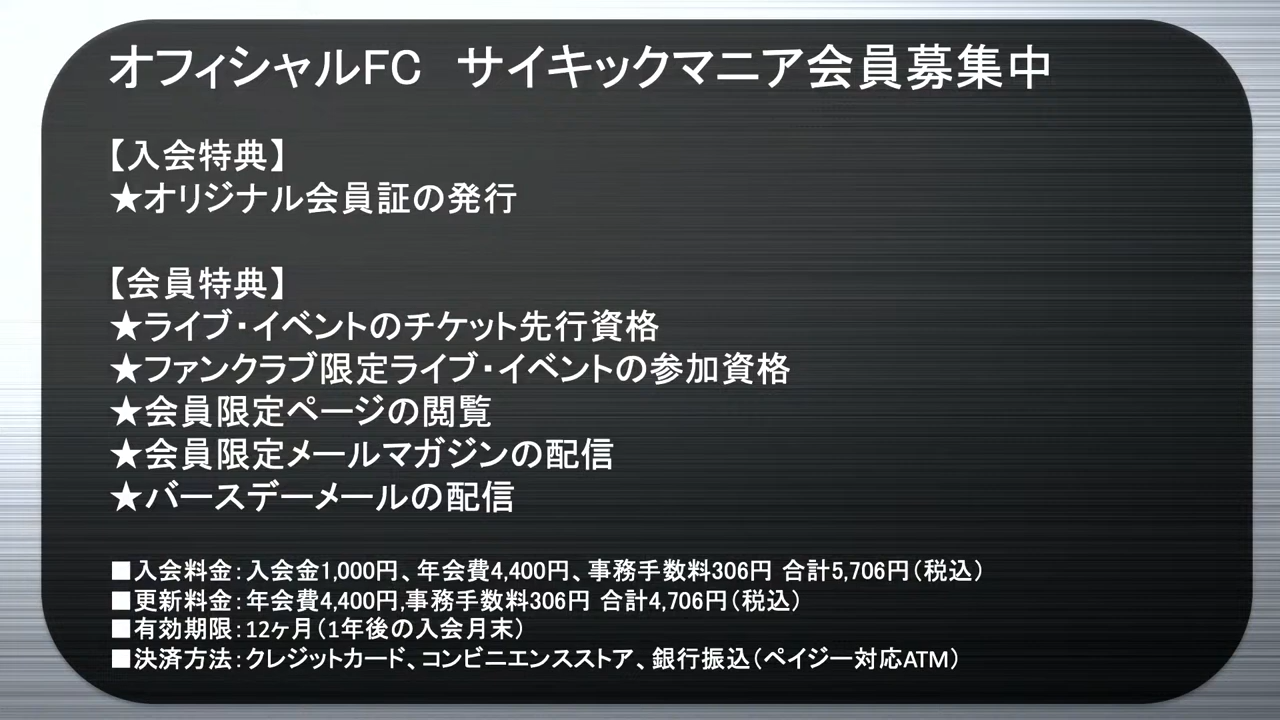 オフィシャルFC　サイキックマニア会員募集中
【入会特典】
★オリジナル会員証の発行
【会員特典】
★ライブ・イベントのチケット先行資格
★ファンクラブ限定ライブ・イベントの参加資格
★会員限定ページの閲覧
★会員限定メールマガジンの配信
★バースデーメールの配信
■入会料金：入会金1,000円、年会費4,400円、事務手数料306円 合計5,706円（税込）
■更新料金：年会費4,400円,事務手数料306円 合計4,706円（税込）
■有効期限：12ヶ月（1年後の入会月末）
■決済方法：クレジットカード、コンビニエンスストア、銀行振込（ペイジー対応ATM）